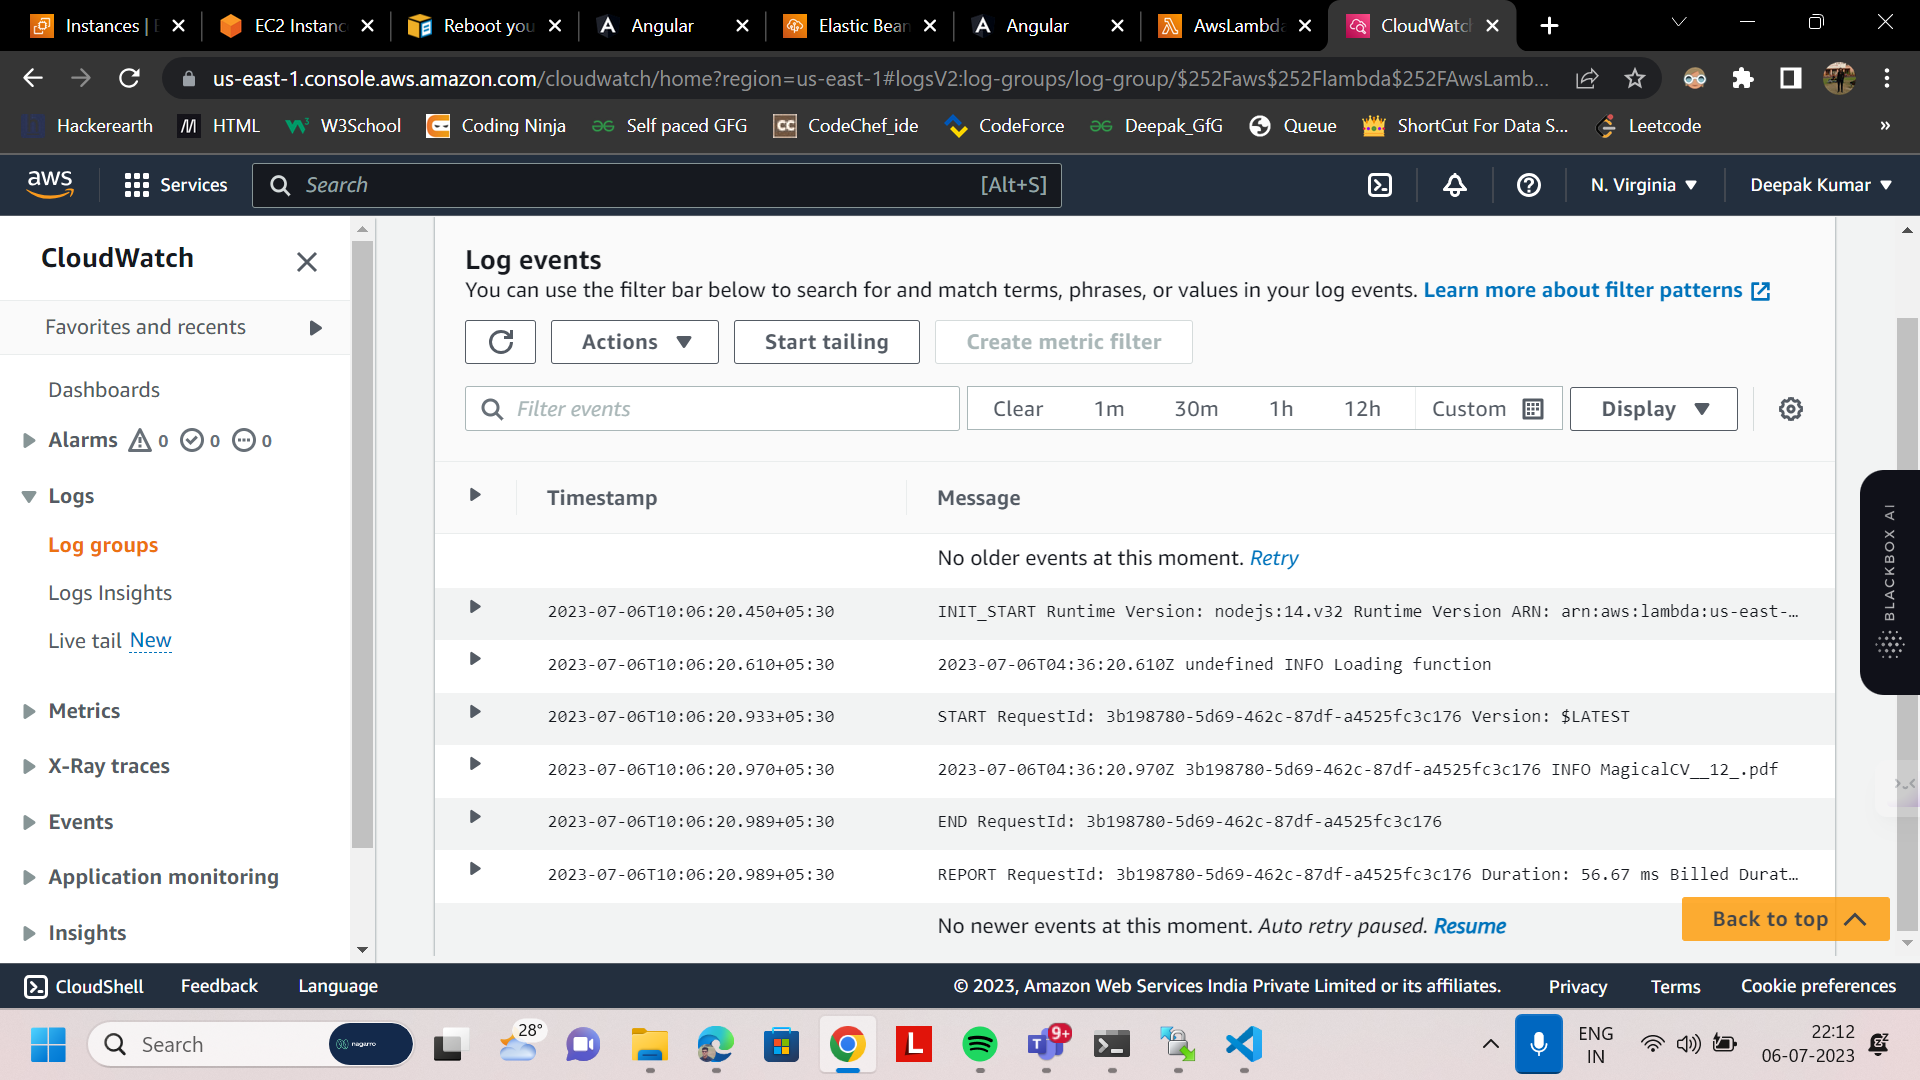 Instances | E
EC2 Instanc
Reboot you
Angular
Elastic Bean
Angular
AwsLambda
CloudWatch
us-east-1.console.aws.amazon.com/cloudwatch/home?region=us-east-1#logsV2:log-groups/log-group/$252Faws$252Flambda$252FAwsLamb...
Hackerearth
HTML
W3School
Coding Ninja
Self paced GFG
CodeChef_ide
CodeForce
Deepak_GfG
Queue
ShortCut For Data S...
Leetcode
»
aws
Services
Search
[Alt+S]
N. Virginia
Deepak Kumar
CloudWatch
Favorites and recents
Dashboards
Alarms 0 0 0
Logs
Log groups
Logs Insights
Live tail New
Metrics
X-Ray traces
Events
Application monitoring
Insights
Log events
You can use the filter bar below to search for and match terms, phrases, or values in your log events. Learn more about filter patterns
Actions
Start tailing
Create metric filter
Filter events
Clear
1m
30m
1h
12h
Custom
Display
Timestamp
Message
No older events at this moment. Retry
2023-07-06T10:06:20.450+05:30 INIT_START Runtime Version: nodejs:14.v32 Runtime Version ARN: arn:aws:lambda:us-east-...
2023-07-06T10:06:20.610+05:30 2023-07-06T04:36:20.610Z undefined INFO Loading function
2023-07-06T10:06:20.933+05:30 START RequestId: 3b198780-5d69-462c-87df-a4525fc3c176 Version: $LATEST
2023-07-06T10:06:20.970+05:30 2023-07-06T04:36:20.970Z 3b198780-5d69-462c-87df-a4525fc3c176 INFO MagicalCV__12_.pdf
2023-07-06T10:06:20.989+05:30 END RequestId: 3b198780-5d69-462c-87df-a4525fc3c176
2023-07-06T10:06:20.989+05:30 REPORT RequestId: 3b198780-5d69-462c-87df-a4525fc3c176 Duration: 56.67 ms Billed Durat...
No newer events at this moment. Auto retry paused. Resume
Back to top
BLACKBOX AI
CloudShell
Feedback
Language
© 2023, Amazon Web Services India Private Limited or its affiliates.
Privacy
Terms
Cookie preferences
Search
nagarro
28°
L
9+
ENG
IN
22:12
06-07-2023